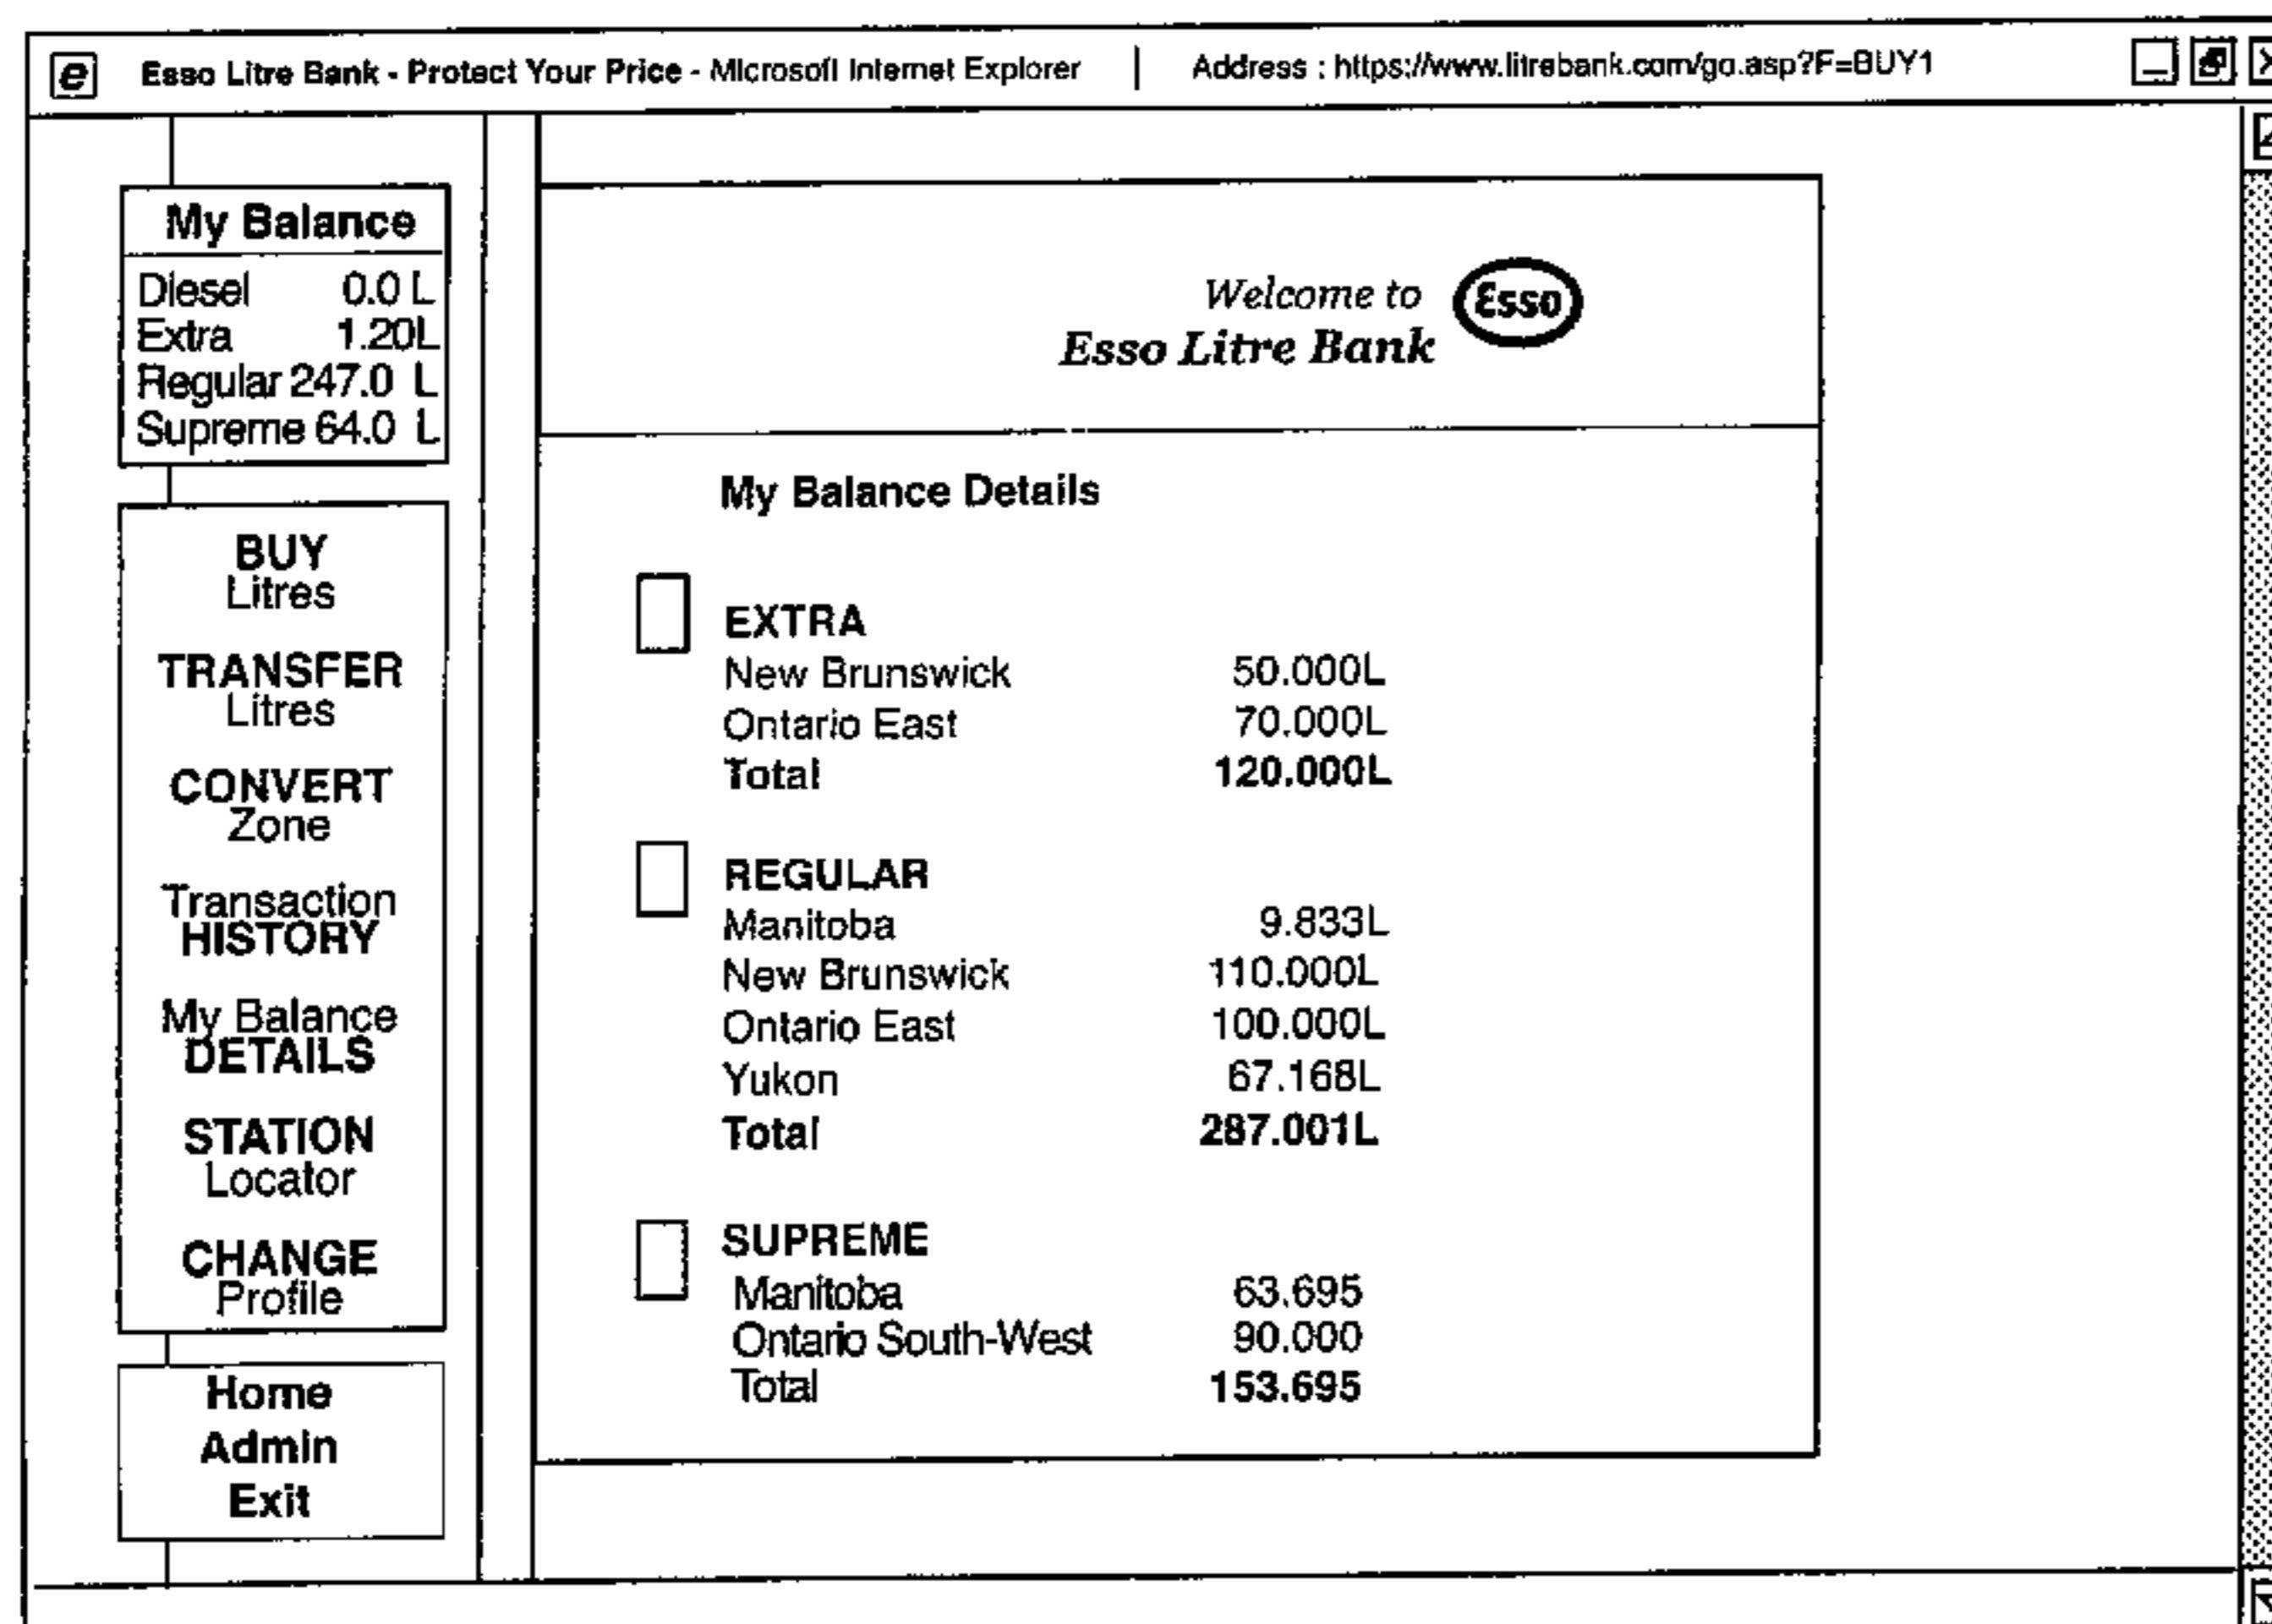 Esso Litre Bank - Protect Your Price - Microsoft Internet Explorer | Address : https://www.litrebank.com/go.asp?F=BUY1
My Balance
Diesel 0.0 L
Extra 1.20L
Regular 247.0 L
Supreme 64.0 L
BUY
Litres
TRANSFER
Litres
CONVERT
Zone
Transaction
HISTORY
My Balance
DETAILS
STATION
Locator
CHANGE
Profile
Home
Admin
Exit
Welcome to
Esso Litre Bank
Esso
My Balance Details
EXTRA
New Brunswick 50.000L
Ontario East 70.000L
Total 120.000L
REGULAR
Manitoba 9.833L
New Brunswick 110.000L
Ontario East 100.000L
Yukon 67.168L
Total 287.001L
SUPREME
Manitoba 63.695
Ontario South-West 90.000
Total 153.695